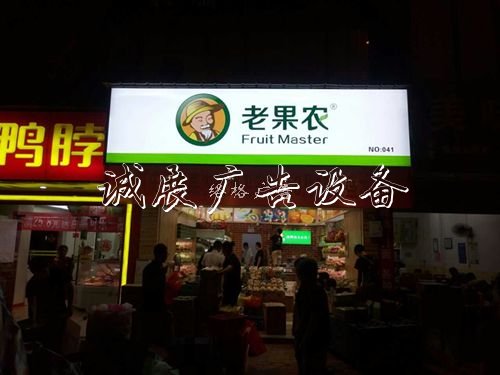 老果农®
Fruit Master
NO:041
鸭脖
诚展广告设备